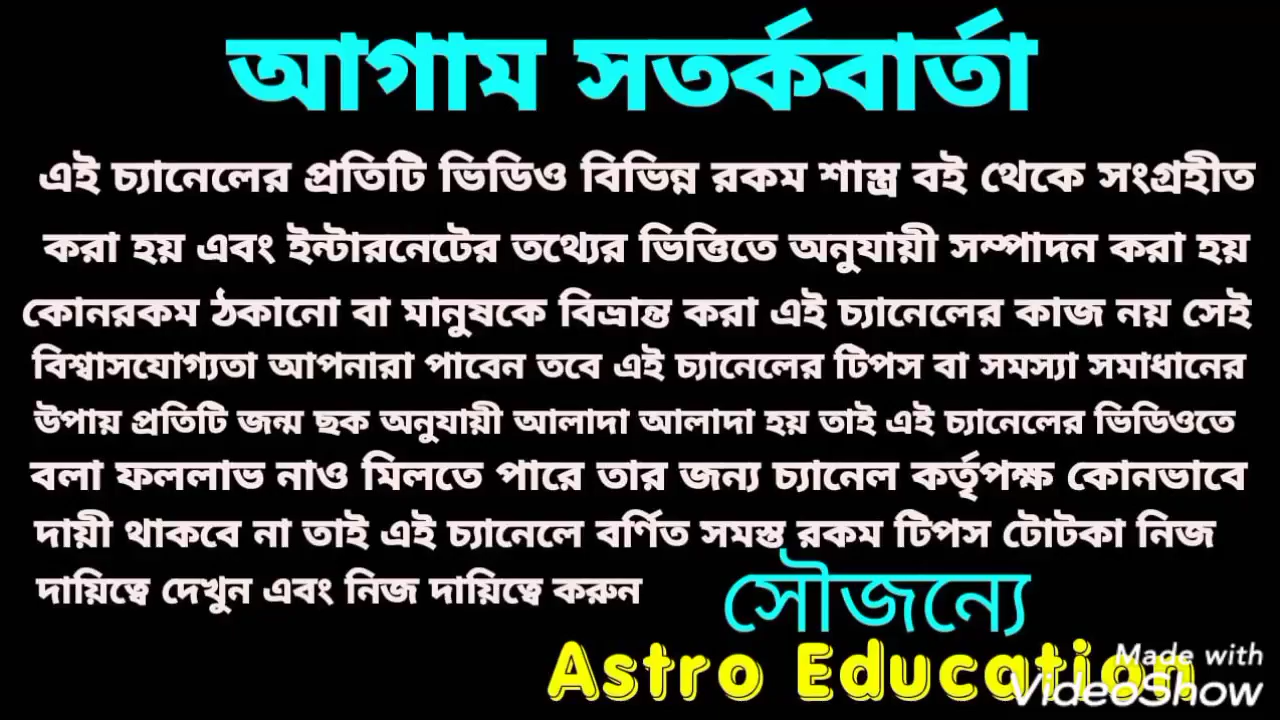 আগাম সতর্কবার্তা
এই চ্যানেলের প্রতিটি ভিডিও বিভিন্ন রকম শাস্ত্র বই থেকে সংগ্রহীত
করা হয় এবং ইন্টারনেটের তথ্যের ভিত্তিতে অনুযায়ী সম্পাদন করা হয়
কোনরকম ঠকানো বা মানুষকে বিভ্রান্ত করা এই চ্যানেলের কাজ নয় সেই
বিশ্বাসযোগ্যতা আপনারা পাবেন তবে এই চ্যানেলের টিপস বা সমস্যা সমাধানের
উপায় প্রতিটি জন্ম ছক অনুযায়ী আলাদা আলাদা হয় তাই এই চ্যানেলের ভিডিওতে
বলা ফললাভ নাও মিলতে পারে তার জন্য চ্যানেল কর্তৃপক্ষ কোনভাবে
দায়ী থাকবে না তাই এই চ্যানেলে বর্ণিত সমস্ত রকম টিপস টোটকা নিজ
দায়িত্বে দেখুন এবং নিজ দায়িত্বে করুন
সৌজন্যে
Astro Education
Made with
VideoShow